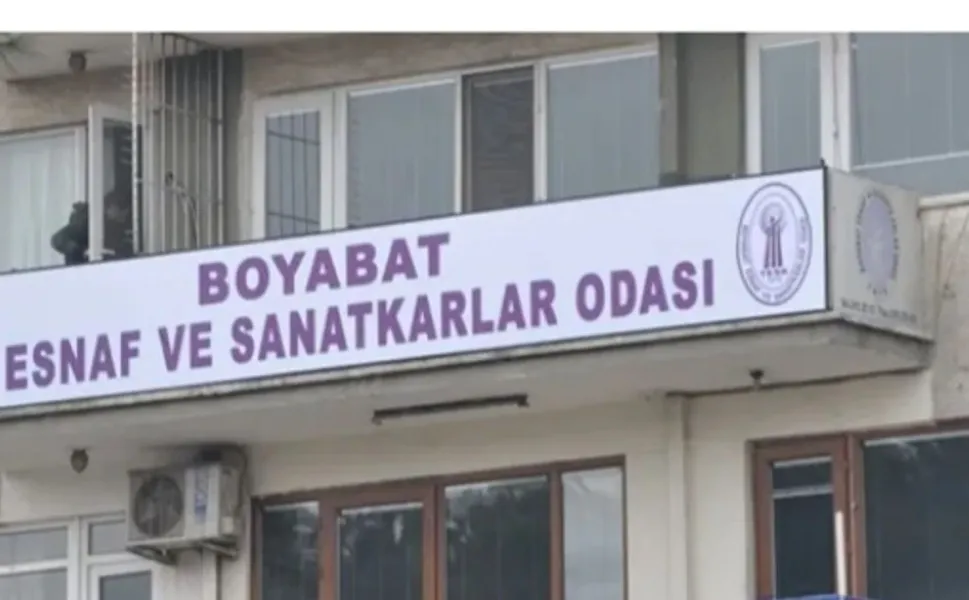 BOYABAT
ESNAF VE SANATKARLAR ODASI